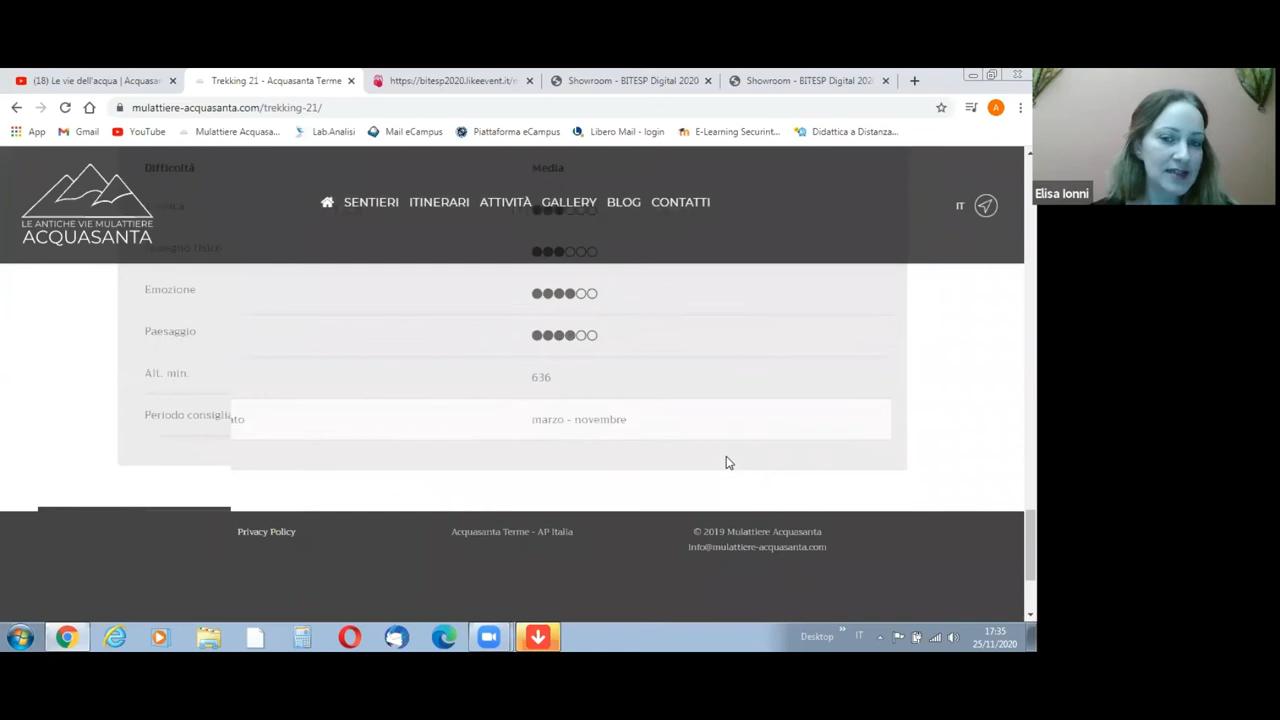 (18) Le vie dell'acqua | Acquasan
Trekking 21 - Acquasanta Terme
https://bitesp2020.likeevent.it/
Showroom - BITESP Digital 2020
Showroom - BITESP Digital 2020
mulattiere-acquasanta.com/trekking-21/
A
App
Gmail
YouTube
Mulattiere Acquasa...
Lab.Analisi
Mail eCampus
Piattaforma eCampus
Libero Mail - login
E-Learning Securint...
Didattica a Distanza...
Difficoltà Media
LE ANTICHE VIE MULATTIERE
ACQUASANTA
SENTIERI ITINERARI ATTIVITÀ GALLERY BLOG CONTATTI
IT
Elisa Ionni
Emozione
Paesaggio
Alt. min. 636
Periodo consigliato marzo - novembre
Privacy Policy
Acquasanta Terme - AP Italia
© 2019 Mulattiere Acquasanta
info@mulattiere-acquasanta.com
Desktop
IT
17:35
25/11/2020